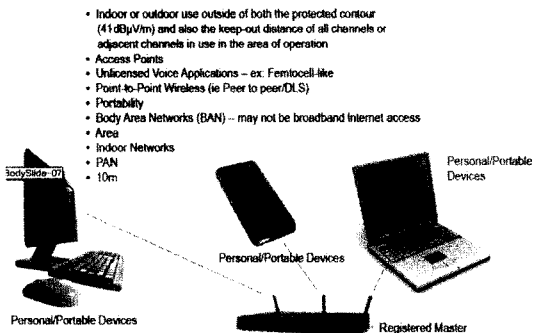 • Indoor or outdoor use outside of both the protected contour
(41dBµV/m) and also the keep-out distance of all channels or
adjacent channels in use in the area of operation
• Access Points
• Unlicensed Voice Applications – ex: Femtocell-like
• Point-to-Point Wireless (ie Peer to peer/DLS)
• Portability
• Body Area Networks (BAN) – may not be broadband Internet access
• Area
• Indoor Networks
• PAN
• 10m
BodySlide-07
Personal/Portable
Devices
Personal/Portable Devices
Personal/Portable Devices
Registered Master